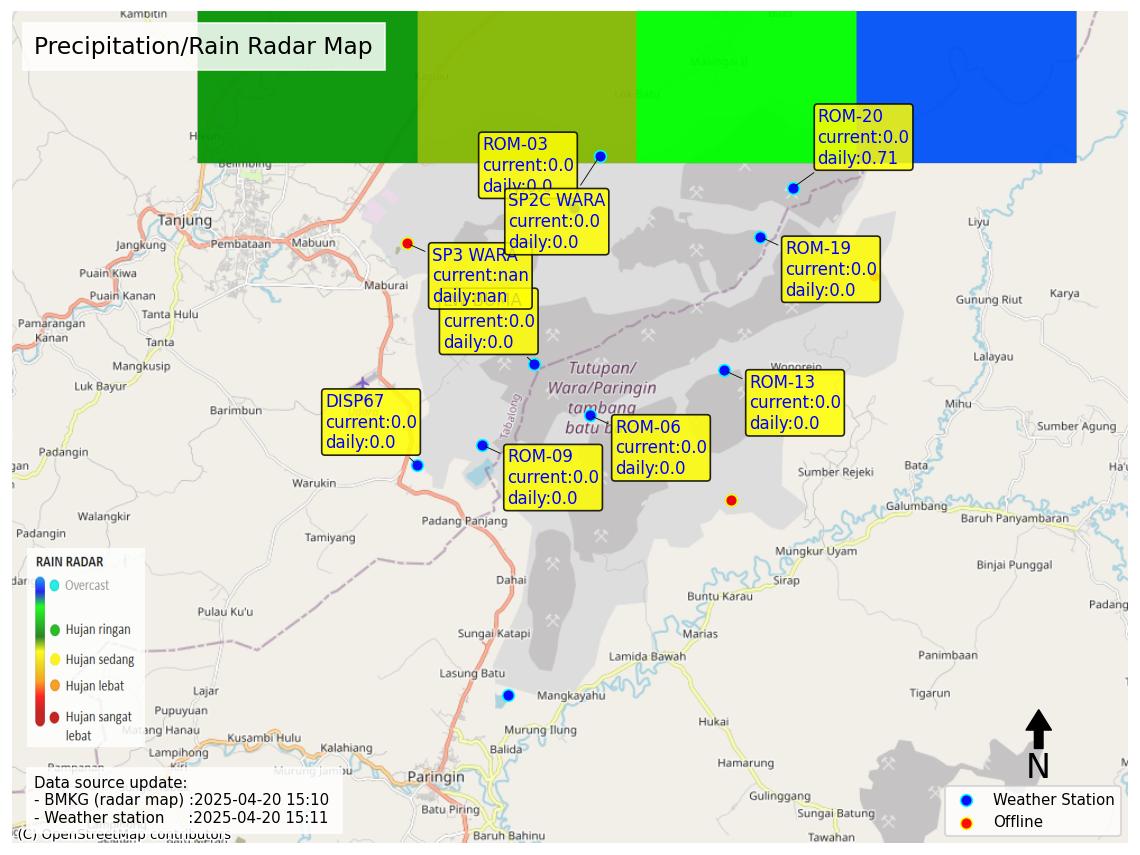 Kambitin
Precipitation/Rain Radar Map
ROM-20
current:0.0
daily:0.71
ROM-03
current:0.0
daily:0.0
SP2C WARA
current:0.0
daily:0.0
Belimbing
Tanjung
Jangkung
Pembataan
Mabuun
Liyu
SP3 WARA
current:nan
daily:nan
current:0.0
daily:0.0
ROM-19
current:0.0
daily:0.0
Puain Kiwa
Puain Kanan
Maburai
Tanta Hulu
Pamarangan
Kanan
Tanta
Gunung Riut
Karya
Lalayau
Mangkusip
Luk Bayur
Tutupan/
Wara/Paringin
tambang
Tabalong
Wonorejo
ROM-13
current:0.0
daily:0.0
DISP67
current:0.0
daily:0.0
Barimbun
Mihu
Sumber Agung
ROM-06
current:0.0
daily:0.0
ROM-09
current:0.0
daily:0.0
Padangin
Warukin
Bata
Sumber Rejeki
Galumbang
Walangkir
Padang Panjang
Baruh Panyambaran
Tamiyang
Mungkur Uyam
Binjai Punggal
RAIN RADAR
Overcast
Hujan ringan
Hujan sedang
Hujan lebat
Hujan sangat
lebat
Dahai
Sirap
Buntu Karau
Pulau Ku'u
Sungai Katapi
Marias
Lamida Bawah
Panimbaan
Lasung Batu
Lajar
Pupuyuan
Matang Hanau
Mangkayahu
Tigarun
Hukai
Murung Ilung
Lampihong
Kusambi Hulu
Kalahiang
Balida
Murung Jambu
Paringin
Hamarung
N
Data source update:
- BMKG (radar map) :2025-04-20 15:10
- Weather station :2025-04-20 15:11
(C) OpenStreetMap contributors
Batu Piring
Baruh Bahinu
Gulinggang
Sungai Batung
Tawahan
Weather Station
Offline